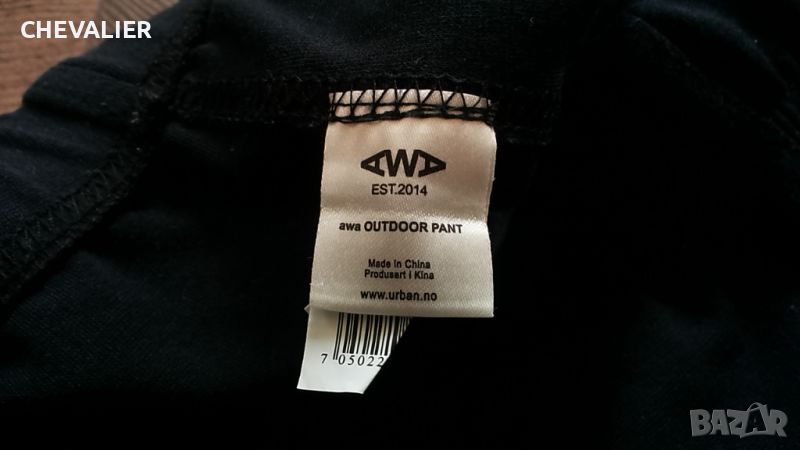 CHEVALIER
AWA
EST.2014
awa OUTDOOR PANT
Made in China
Produsert i Kina
www.urban.no
7 05022
BAZAR